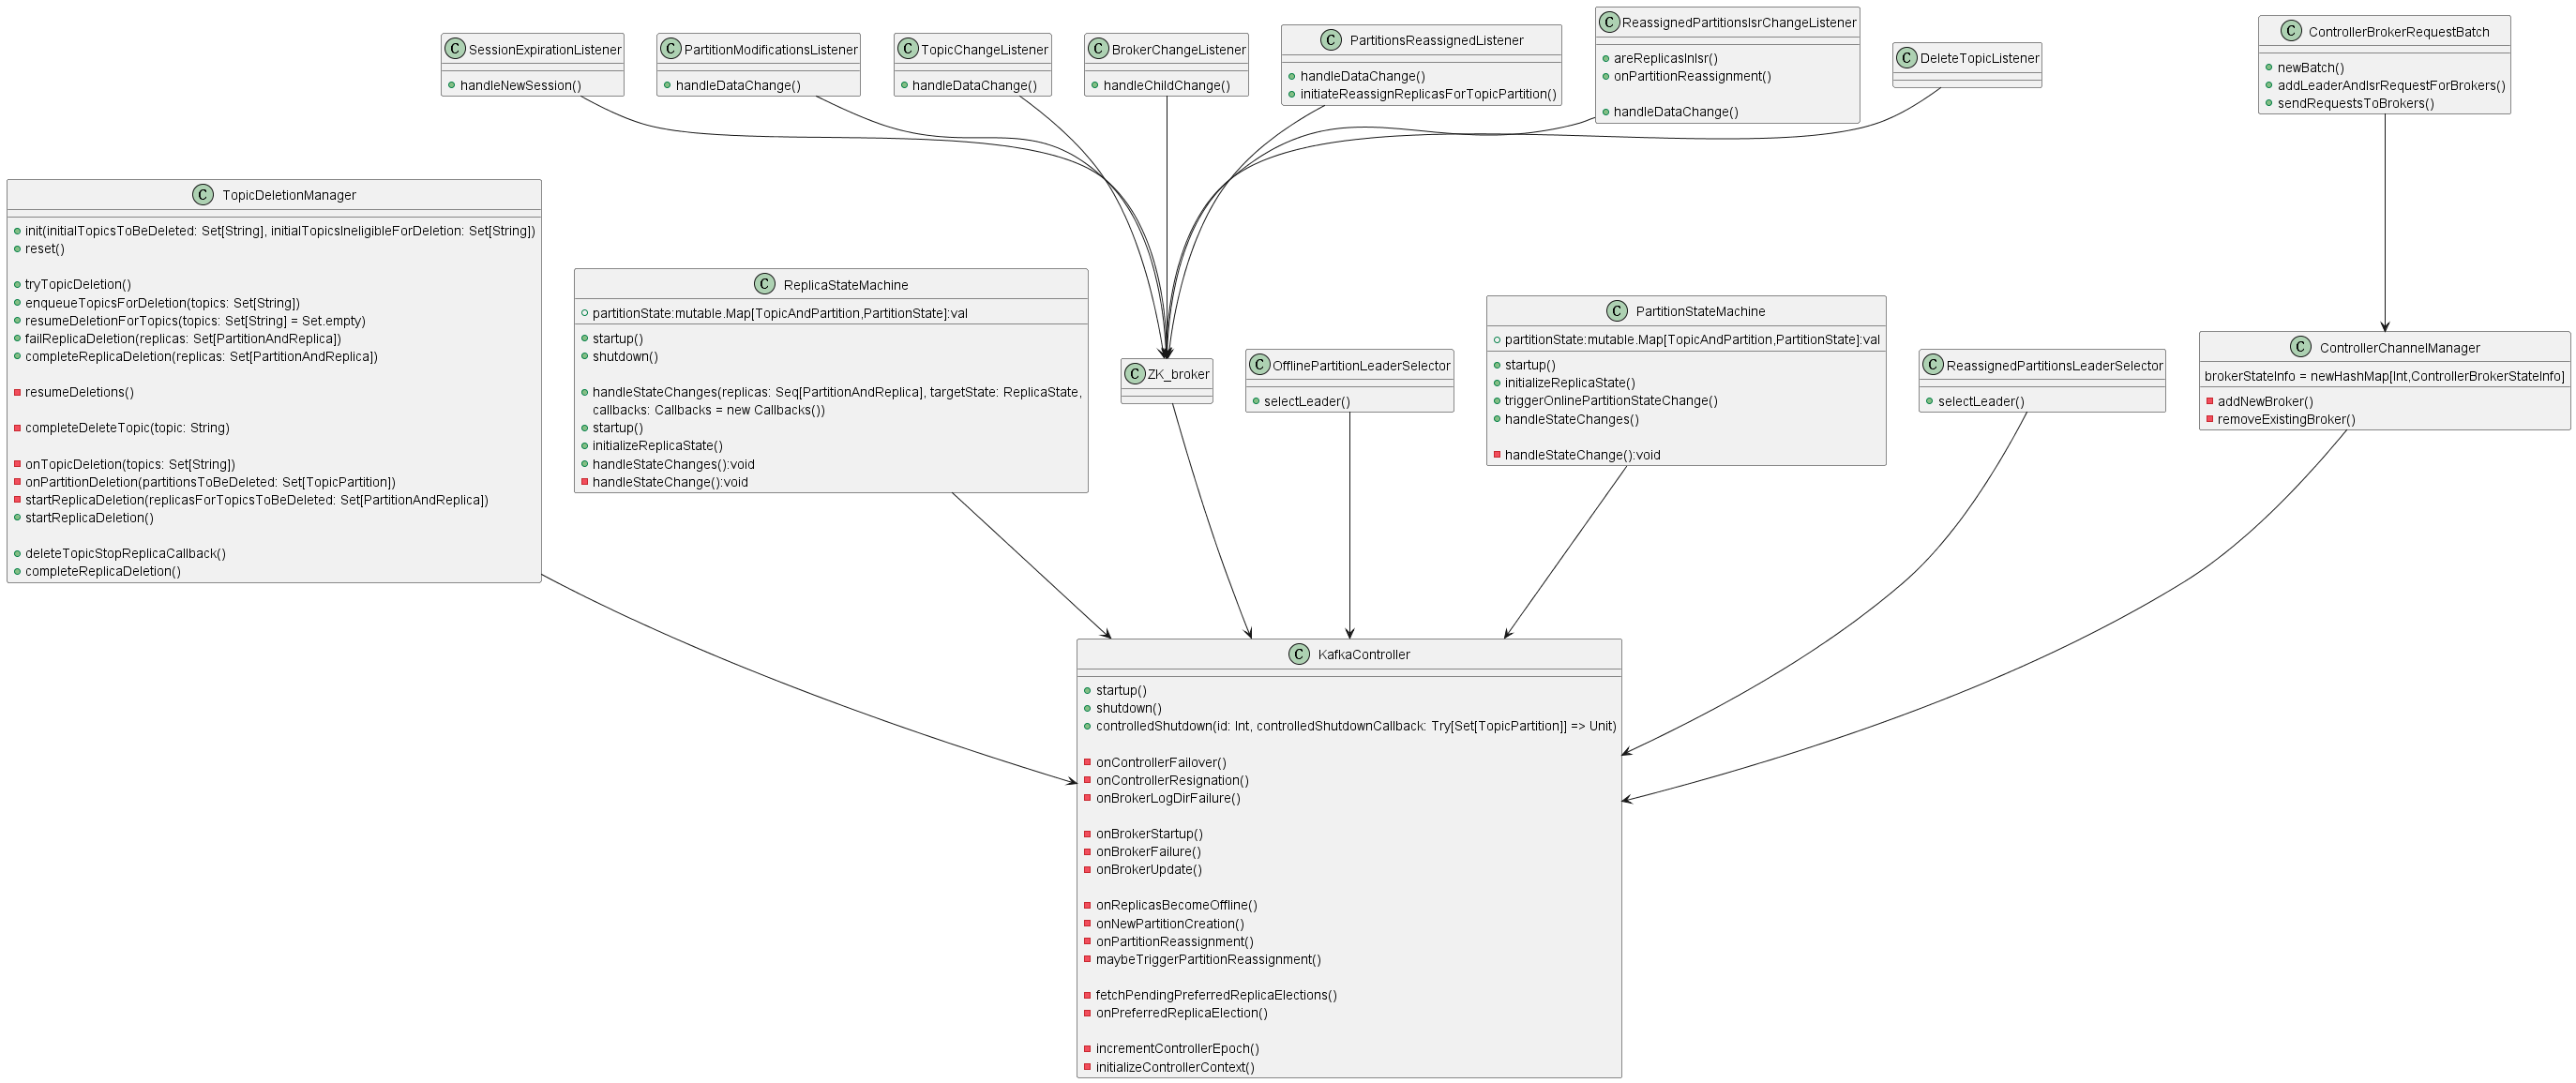 C SessionExpirationListener
handleNewSession()
C PartitionModificationsListener
handleDataChange()
C TopicChangeListener
handleDataChange()
C BrokerChangeListener
handleChildChange()
C PartitionsReassignedListener
handleDataChange()
initiateReassignReplicasForTopicPartition()
C ReassignedPartitionsIsrChangeListener
areReplicasInIsr()
onPartitionReassignment()
handleDataChange()
C DeleteTopicListener
C ControllerBrokerRequestBatch
newBatch()
addLeaderAndIsrRequestForBrokers()
sendRequestsToBrokers()
C TopicDeletionManager
init(initialTopicsToBeDeleted: Set[String], initialTopicsIneligibleForDeletion: Set[String])
reset()
tryTopicDeletion()
enqueueTopicsForDeletion(topics: Set[String])
resumeDeletionForTopics(topics: Set[String] = Set.empty)
failReplicaDeletion(replicas: Set[PartitionAndReplica])
completeReplicaDeletion(replicas: Set[PartitionAndReplica])
resumeDeletions()
completeDeleteTopic(topic: String)
onTopicDeletion(topics: Set[String])
onPartitionDeletion(partitionsToBeDeleted: Set[TopicPartition])
startReplicaDeletion(replicasForTopicsToBeDeleted: Set[PartitionAndReplica])
startReplicaDeletion()
deleteTopicStopReplicaCallback()
completeReplicaDeletion()
C ReplicaStateMachine
partitionState:mutable.Map[TopicAndPartition,PartitionState]:val
startup()
shutdown()
handleStateChanges(replicas: Seq[PartitionAndReplica], targetState: ReplicaState,
callbacks: Callbacks = new Callbacks())
startup()
initializeReplicaState()
handleStateChanges():void
handleStateChange():void
C ZK_broker
C OfflinePartitionLeaderSelector
selectLeader()
C PartitionStateMachine
partitionState:mutable.Map[TopicAndPartition,PartitionState]:val
startup()
initializeReplicaState()
triggerOnlinePartitionStateChange()
handleStateChanges()
handleStateChange():void
C ReassignedPartitionsLeaderSelector
selectLeader()
C ControllerChannelManager
brokerStateInfo = newHashMap[Int,ControllerBrokerStateInfo]
addNewBroker()
removeExistingBroker()
C KafkaController
startup()
shutdown()
controlledShutdown(id: Int, controlledShutdownCallback: Try[Set[TopicPartition]] => Unit)
onControllerFailover()
onControllerResignation()
onBrokerLogDirFailure()
onBrokerStartup()
onBrokerFailure()
onBrokerUpdate()
onReplicasBecomeOffline()
onNewPartitionCreation()
onPartitionReassignment()
maybeTriggerPartitionReassignment()
fetchPendingPreferredReplicaElections()
onPreferredReplicaElection()
incrementControllerEpoch()
initializeControllerContext()